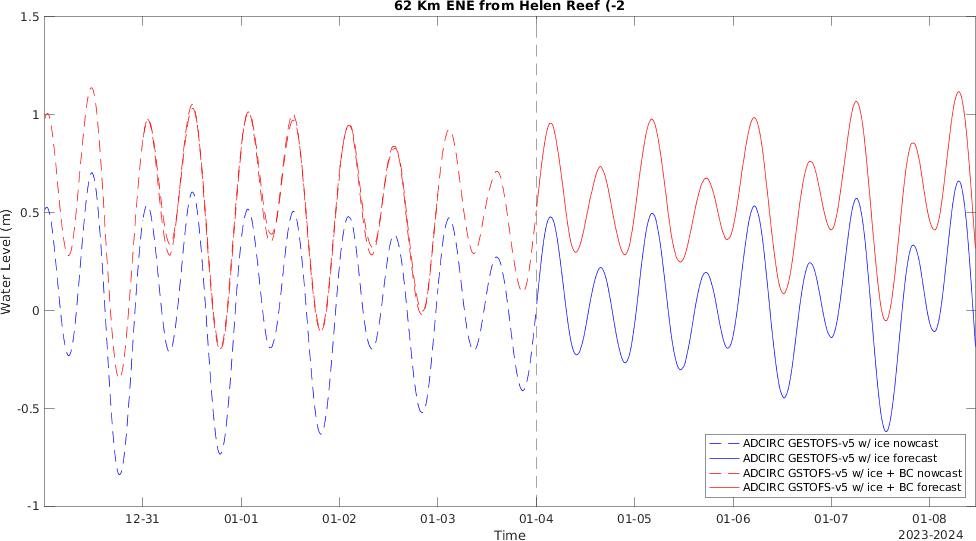 62 Km ENE from Helen Reef (-2
Water Level (m)
1.5
1
0.5
0
-0.5
-1
ADCIRC GESTOFS-v5 w/ ice nowcast
ADCIRC GESTOFS-v5 w/ ice forecast
ADCIRC GSTOFS-v5 w/ ice + BC nowcast
ADCIRC GSTOFS-v5 w/ ice + BC forecast
12-31 01-01 01-02 01-03 01-04 01-05 01-06 01-07 01-08
Time
2023-2024